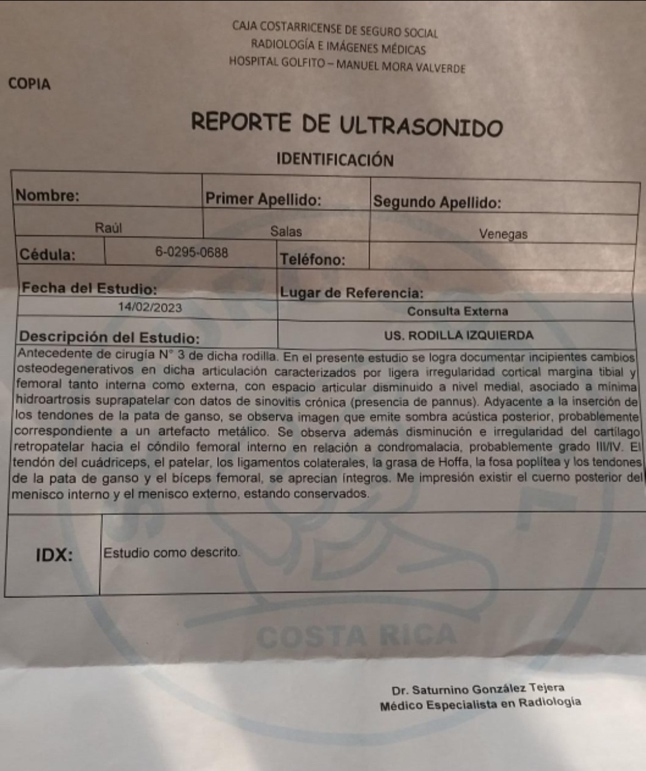 CAJA COSTARRICENSE DE SEGURO SOCIAL
RADIOLOGÍA E IMÁGENES MÉDICAS
HOSPITAL GOLFITO – MANUEL MORA VALVERDE
COPIA
REPORTE DE ULTRASONIDO
IDENTIFICACIÓN
Nombre: Primer Apellido: Segundo Apellido:
Raúl Salas Venegas
Cédula: 6-0295-0688 Teléfono:
Fecha del Estudio: Lugar de Referencia:
14/02/2023 Consulta Externa
Descripción del Estudio: US. RODILLA IZQUIERDA
Antecedente de cirugía N° 3 de dicha rodilla. En el presente estudio se logra documentar incipientes cambios
osteodegenerativos en dicha articulación caracterizados por ligera irregularidad cortical margina tibial y
femoral tanto interna como externa, con espacio articular disminuido a nivel medial, asociado a mínima
hidroartrosis suprapatelar con datos de sinovitis crónica (presencia de pannus). Adyacente a la inserción de
los tendones de la pata de ganso, se observa imagen que emite sombra acústica posterior, probablemente
correspondiente a un artefacto metálico. Se observa además disminución e irregularidad del cartílago
retropatelar hacia el cóndilo femoral interno en relación a condromalacia, probablemente grado III/IV. El
tendón del cuádriceps, el patelar, los ligamentos colaterales, la grasa de Hoffa, la fosa poplítea y los tendones
de la pata de ganso y el bíceps femoral, se aprecian íntegros. Me impresión existir el cuerno posterior del
menisco interno y el menisco externo, estando conservados.
IDX: Estudio como descrito.
COSTA RICA
Dr. Saturnino González Tejera
Médico Especialista en Radiología